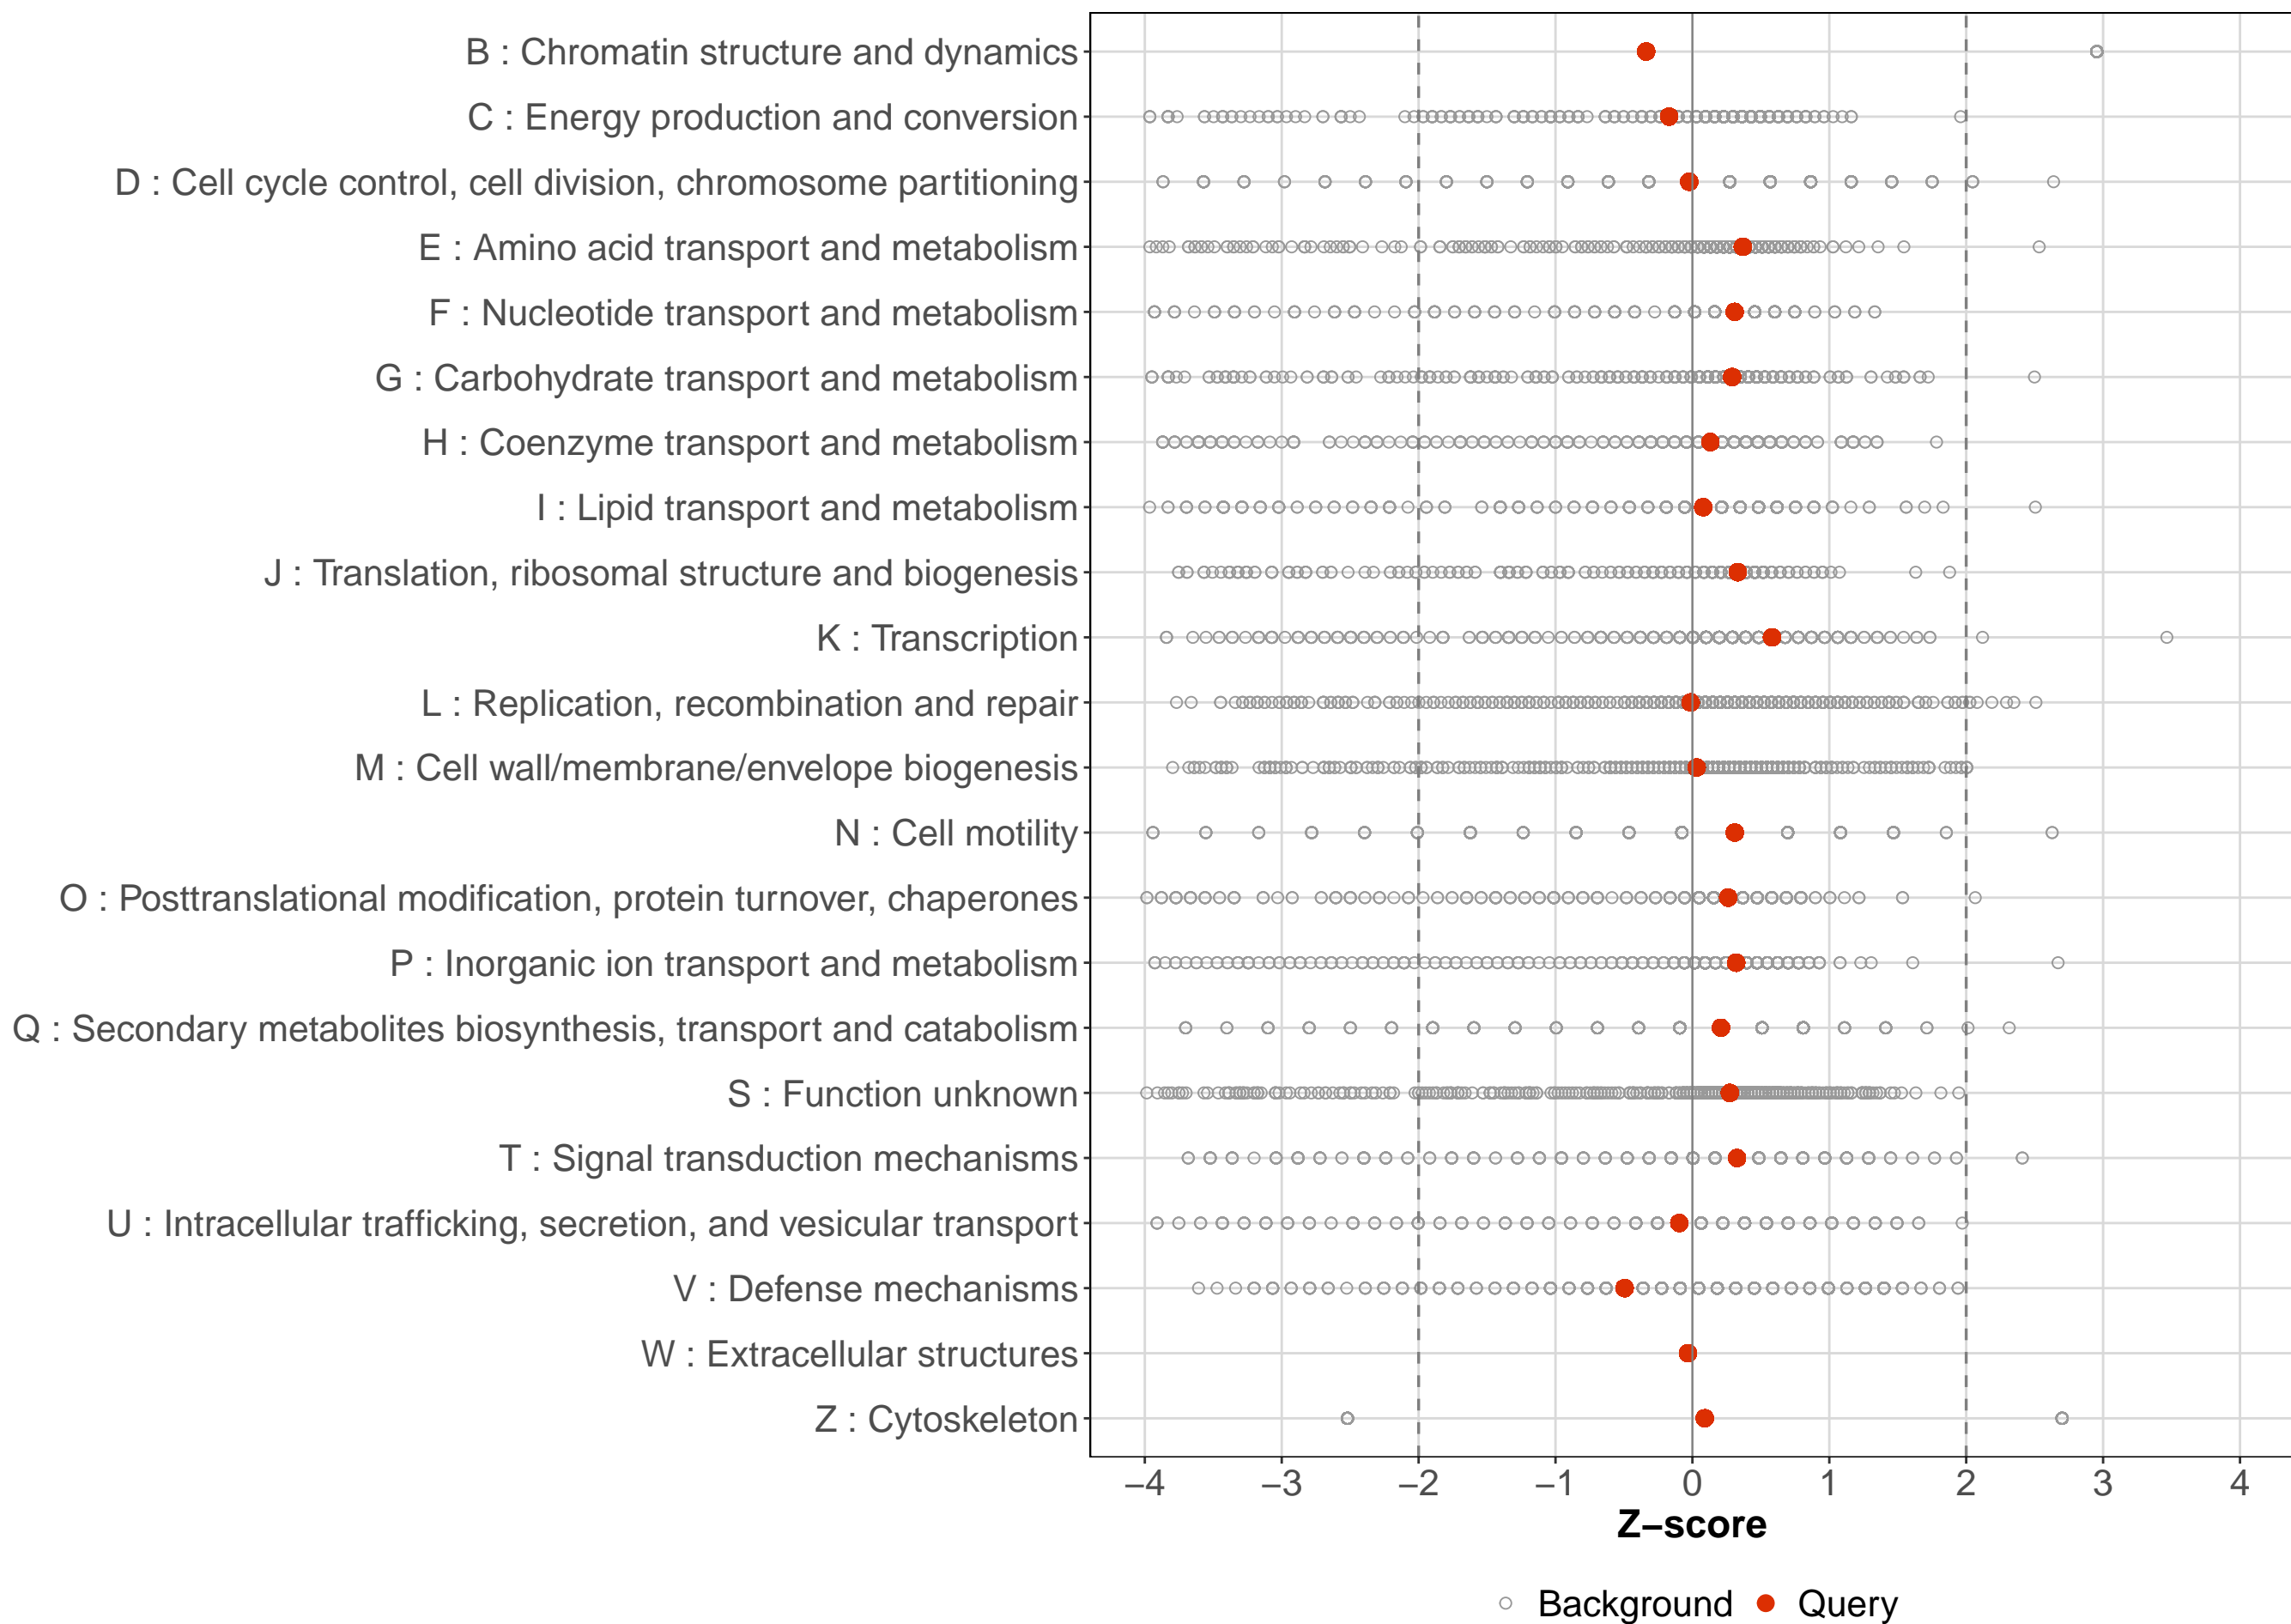 B : Chromatin structure and dynamics
C : Energy production and conversion
D : Cell cycle control, cell division, chromosome partitioning
E : Amino acid transport and metabolism
F : Nucleotide transport and metabolism
G : Carbohydrate transport and metabolism
H : Coenzyme transport and metabolism
I : Lipid transport and metabolism
J : Translation, ribosomal structure and biogenesis
K : Transcription
L : Replication, recombination and repair
M : Cell wall/membrane/envelope biogenesis
N : Cell motility
O : Posttranslational modification, protein turnover, chaperones
P : Inorganic ion transport and metabolism
Q : Secondary metabolites biosynthesis, transport and catabolism
S : Function unknown
T : Signal transduction mechanisms
U : Intracellular trafficking, secretion, and vesicular transport
V : Defense mechanisms
W : Extracellular structures
Z : Cytoskeleton
−4 −3 −2 −1 0 1 2 3 4
Z−score
Background Query